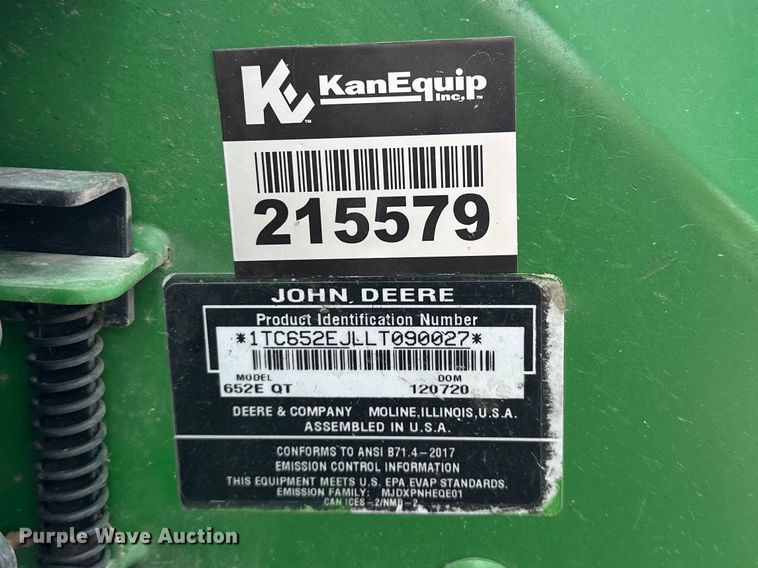 KE
KanEquip
Inc.™
215579
JOHN DEERE
Product Identification Number
*1TC652EJLLT090027*
MODEL DOM
652E QT 120720
DEERE & COMPANY MOLINE, ILLINOIS, U.S.A.
ASSEMBLED IN U.S.A.
CONFORMS TO ANSI B71.4-2017
EMISSION CONTROL INFORMATION
THIS EQUIPMENT MEETS U.S. EPA EVAP STANDARDS.
EMISSION FAMILY: MJDXPNHEQE01
CAN ICES-2/NMB-2
Purple Wave Auction